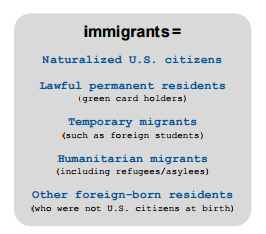 immigrants =
Naturalized U.S. citizens
Lawful permanent residents
(green card holders)
Temporary migrants
(such as foreign students)
Humanitarian migrants
(including refugees/asylees)
Other foreign-born residents
(who were not U.S. citizens at birth)